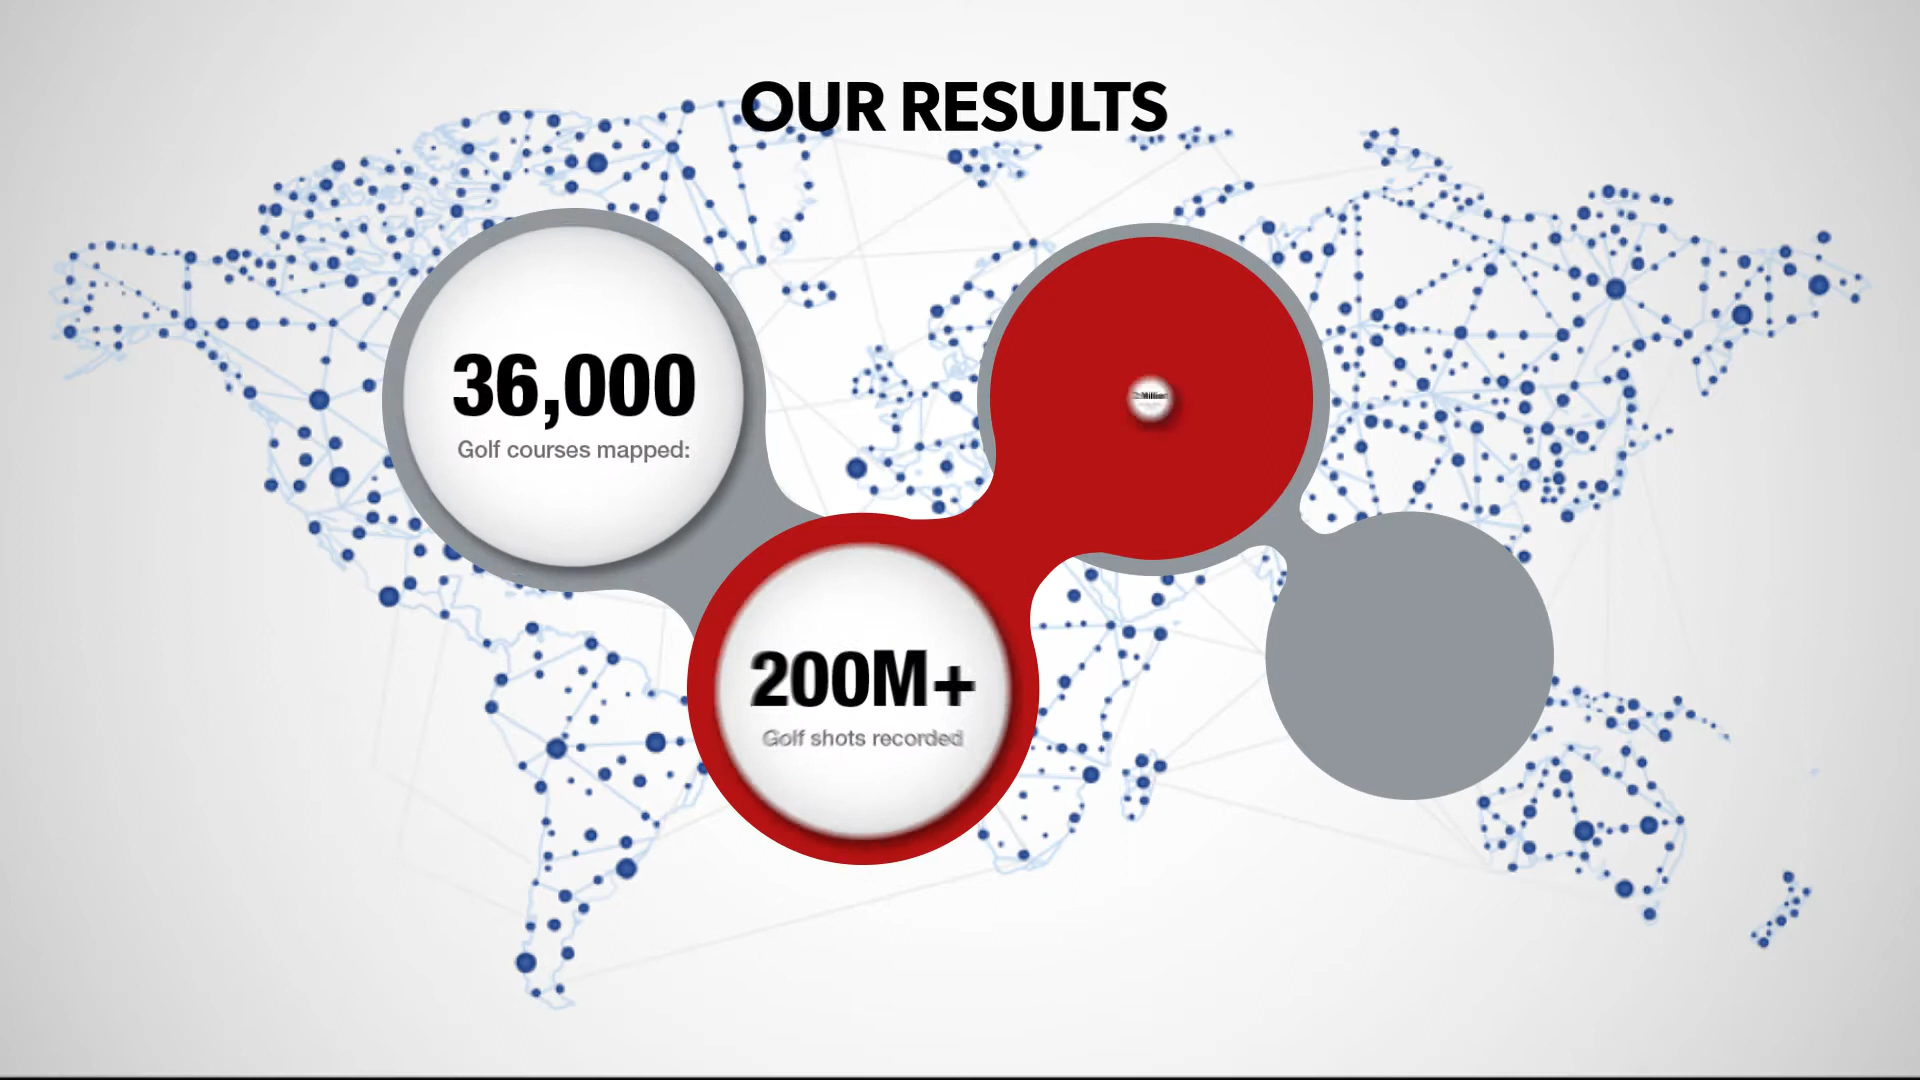 OUR RESULTS
36,000
Golf courses mapped:
200M+
Golf shots recorded